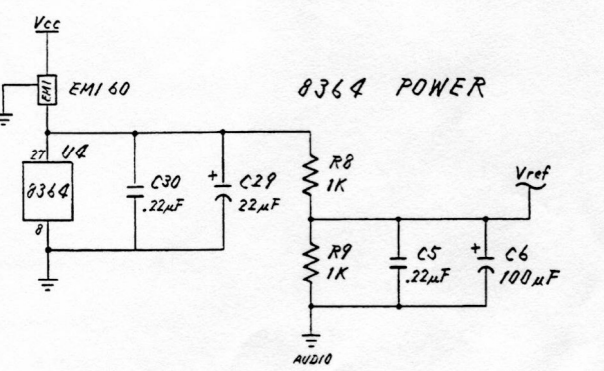 Vcc
EMI
EMI 60
8364 POWER
27
U4
8364
8
C30
.22µF
+
C29
22µF
R8
1K
Vref
R9
1K
C5
.22µF
+
C6
100µF
AUDIO